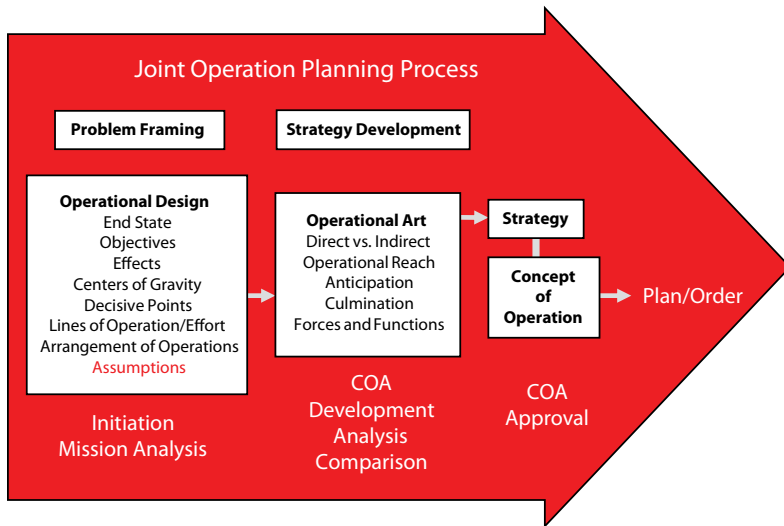 Joint Operation Planning Process
Problem Framing
Strategy Development
Operational Design
End State
Objectives
Effects
Centers of Gravity
Decisive Points
Lines of Operation/Effort
Arrangement of Operations
Assumptions
Operational Art
Direct vs. Indirect
Operational Reach
Anticipation
Culmination
Forces and Functions
Strategy
Concept
of
Operation
Plan/Order
Initiation
Mission Analysis
COA
Development
Analysis
Comparison
COA
Approval